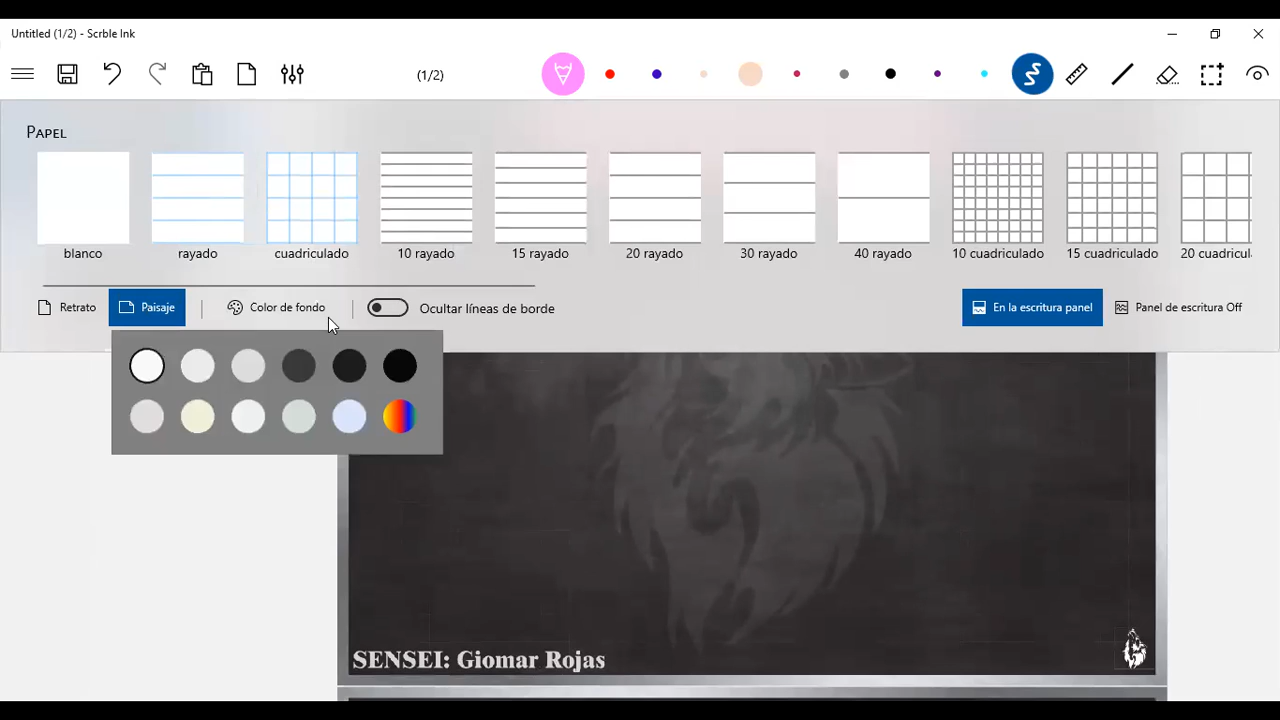 Untitled (1/2) - Scrble Ink
(1/2)
Papel
blanco
rayado
cuadriculado
10 rayado
15 rayado
20 rayado
30 rayado
40 rayado
10 cuadriculado
15 cuadriculado
20 cuadricul
Retrato
Paisaje
Color de fondo
Ocultar líneas de borde
En la escritura panel
Panel de escritura Off
SENSEI: Giomar Rojas